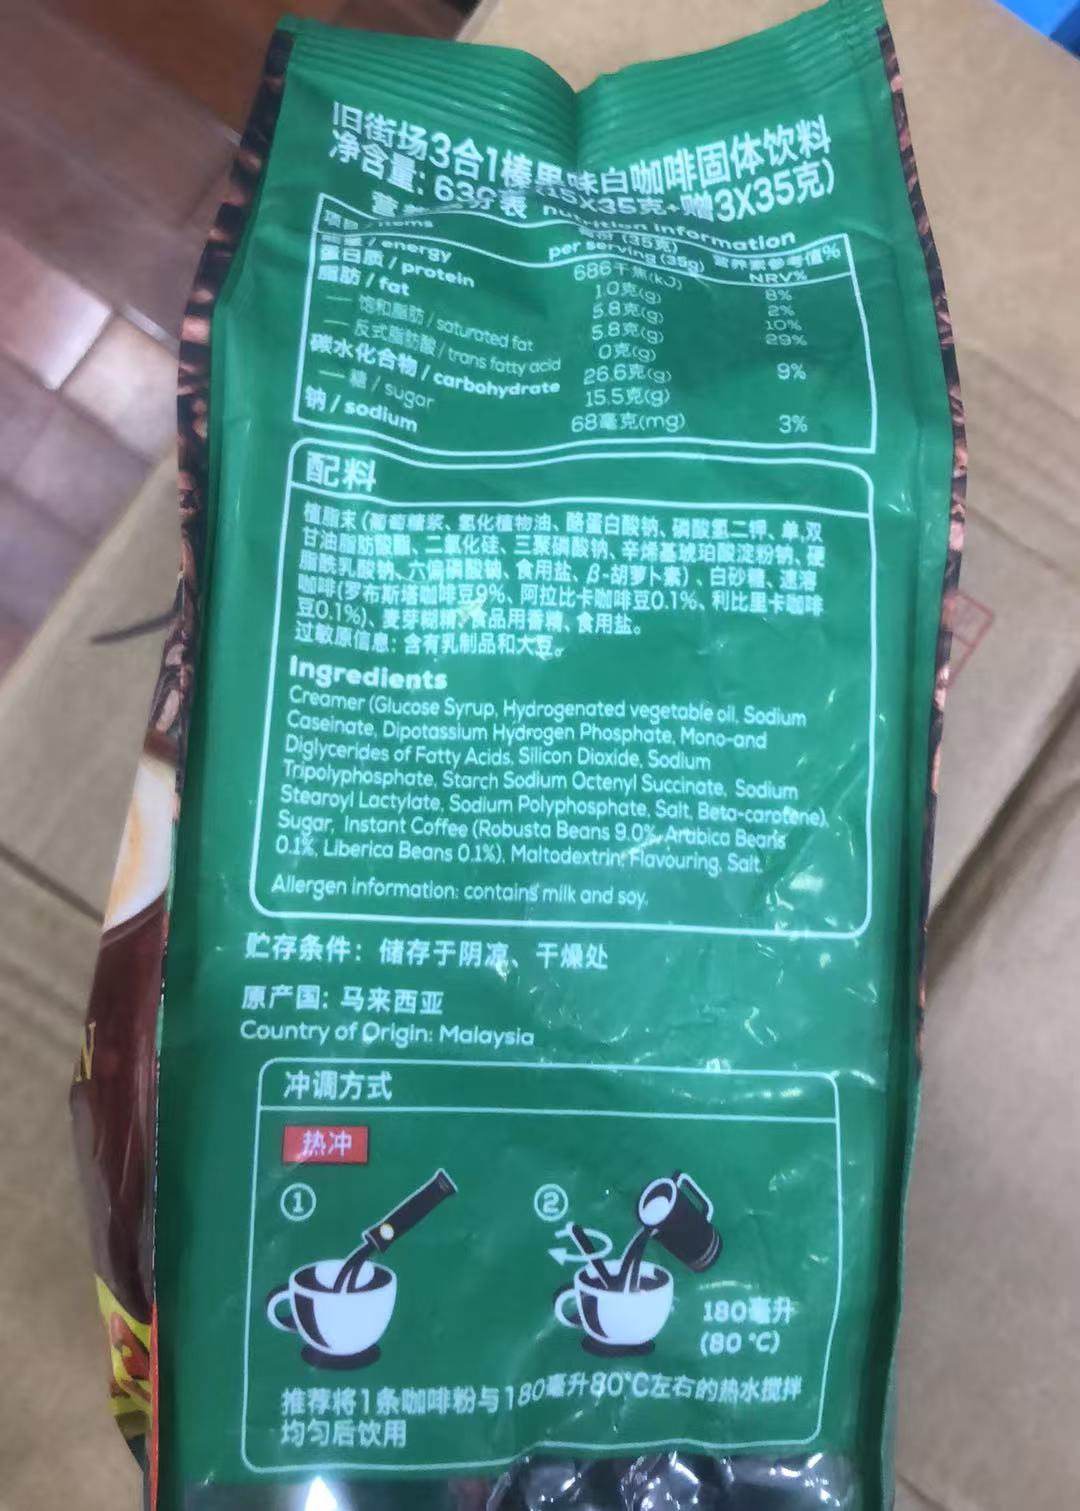 旧街场3合1榛果味白咖啡固体饮料
净含量: 630克 (15X35克+赠3X35克)
nutrition information
项目 / items 每份 (35克) per serving (35g) 营养素参考值% NRV%
能量 / energy 686千焦(kJ) 8%
蛋白质 / protein 1.0克(g) 2%
脂肪 / fat 5.8克(g) 10%
— 饱和脂肪 / saturated fat 5.8克(g) 29%
— 反式脂肪酸 / trans fatty acid 0克(g)
碳水化合物 / carbohydrate 26.6克(g) 9%
— 糖 / sugar 15.5克(g)
钠 / sodium 68毫克(mg) 3%
配料
植脂末 (葡萄糖浆、氢化植物油、酪蛋白酸钠、磷酸氢二钾、单,双
甘油脂肪酸酯、二氧化硅、三聚磷酸钠、辛烯基琥珀酸淀粉钠、硬
脂酰乳酸钠、六偏磷酸钠、食用盐、β-胡萝卜素) 、白砂糖、速溶
咖啡(罗布斯塔咖啡豆9%、阿拉比卡咖啡豆0.1%、利比里卡咖啡
豆0.1%)、麦芽糊精、食品用香精、食用盐。
过敏原信息: 含有乳制品和大豆。
Ingredients
Creamer (Glucose Syrup, Hydrogenated vegetable oil, Sodium
Caseinate, Dipotassium Hydrogen Phosphate, Mono-and
Diglycerides of Fatty Acids, Silicon Dioxide, Sodium
Tripolyphosphate, Starch Sodium Octenyl Succinate, Sodium
Stearoyl Lactylate, Sodium Polyphosphate, Salt, Beta-carotene),
Sugar, Instant Coffee (Robusta Beans 9.0%, Arabica Beans
0.1%, Liberica Beans 0.1%), Maltodextrin, Flavouring, Salt.
Allergen information: contains milk and soy.
贮存条件: 储存于阴凉、干燥处
原产国: 马来西亚
Country of Origin: Malaysia
冲调方式
热冲
1
2
180毫升
(80 °C)
推荐将1条咖啡粉与180毫升80°C左右的热水搅拌
均匀后饮用